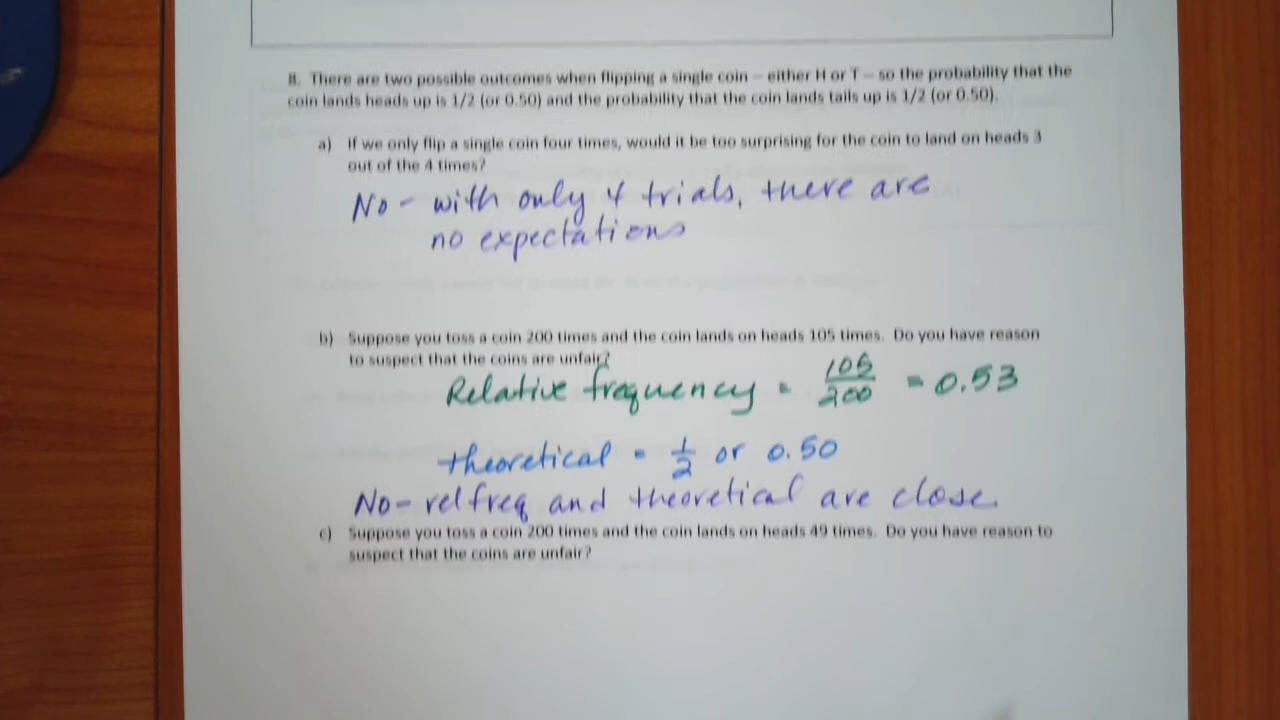 8. There are two possible outcomes when flipping a single coin – either H or T – so the probability that the
coin lands heads up is 1/2 (or 0.50) and the probability that the coin lands tails up is 1/2 (or 0.50).
a) If we only flip a single coin four times, would it be too surprising for the coin to land on heads 3
out of the 4 times?
No - with only 4 trials, there are
no expectations
b) Suppose you toss a coin 200 times and the coin lands on heads 105 times. Do you have reason
to suspect that the coins are unfair?
Relative frequency = 105/200 = 0.53
theoretical = 1/2 or 0.50
No - rel freq and theoretical are close.
c) Suppose you toss a coin 200 times and the coin lands on heads 49 times. Do you have reason to
suspect that the coins are unfair?